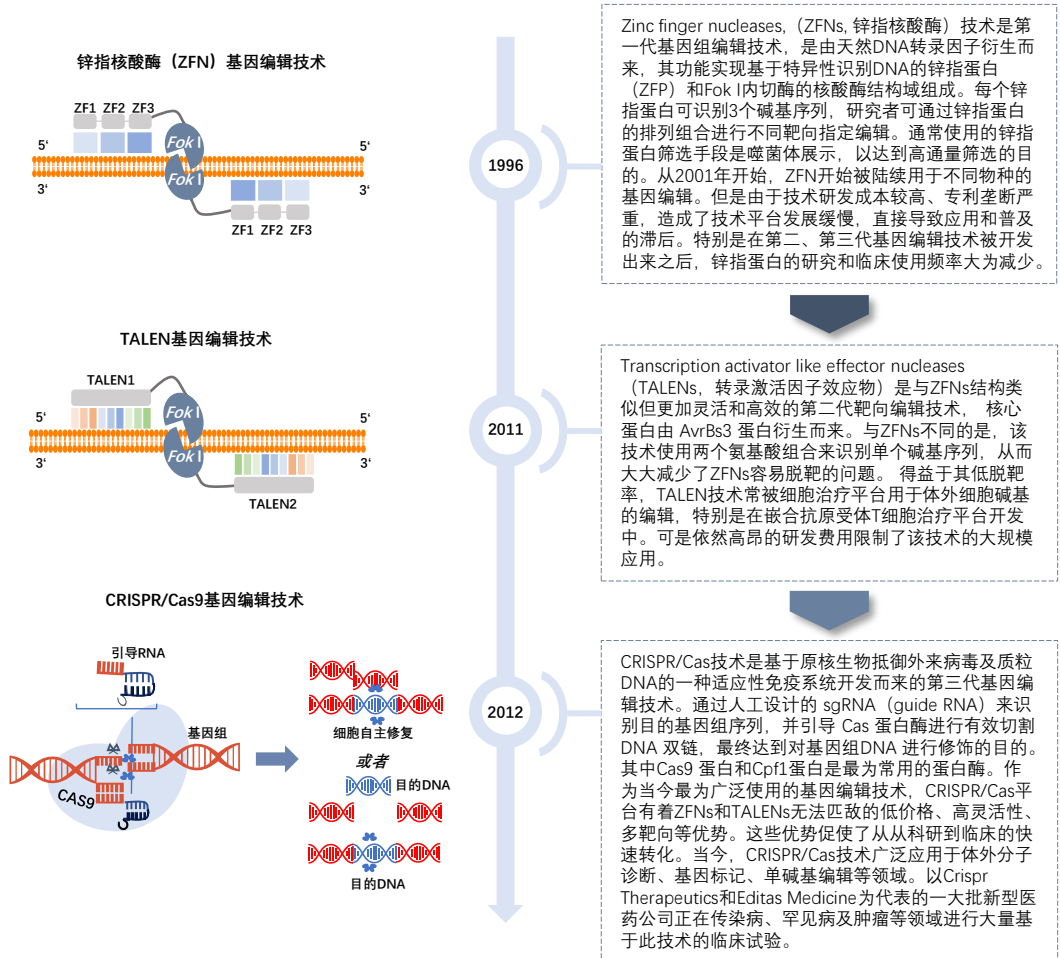 锌指核酸酶（ZFN）基因编辑技术
ZF1 ZF2 ZF3
Fok I
5‘
5‘
3‘
3‘
Fok I
ZF1 ZF2 ZF3
1996
Zinc finger nucleases,（ZFNs, 锌指核酸酶）技术是第
一代基因组编辑技术，是由天然DNA转录因子衍生而
来，其功能实现基于特异性识别DNA的锌指蛋白
（ZFP）和Fok I内切酶的核酸酶结构域组成。每个锌
指蛋白可识别3个碱基序列，研究者可通过锌指蛋白
的排列组合进行不同靶向指定编辑。通常使用的锌指
蛋白筛选手段是噬菌体展示，以达到高通量筛选的目
的。从2001年开始，ZFN开始被陆续用于不同物种的
基因编辑。但是由于技术研发成本较高、专利垄断严
重，造成了技术平台发展缓慢，直接导致应用和普及
的滞后。特别是在第二、第三代基因编辑技术被开发
出来之后，锌指蛋白的研究和临床使用频率大为减少。
TALEN基因编辑技术
TALEN1
Fok I
5‘
5‘
3‘
3‘
Fok I
TALEN2
2011
Transcription activator like effector nucleases
（TALENs，转录激活因子效应物）是与ZFNs结构类
似但更加灵活和高效的第二代靶向编辑技术， 核心
蛋白由 AvrBs3 蛋白衍生而来。与ZFNs不同的是，该
技术使用两个氨基酸组合来识别单个碱基序列，从而
大大减少了ZFNs容易脱靶的问题。 得益于其低脱靶
率，TALEN技术常被细胞治疗平台用于体外细胞碱基
的编辑，特别是在嵌合抗原受体T细胞治疗平台开发
中。可是依然高昂的研发费用限制了该技术的大规模
应用。
CRISPR/Cas9基因编辑技术
引导RNA
基因组
CAS9
细胞自主修复
或者
目的DNA
目的DNA
2012
CRISPR/Cas技术是基于原核生物抵御外来病毒及质粒
DNA的一种适应性免疫系统开发而来的第三代基因编
辑技术。通过人工设计的 sgRNA（guide RNA）来识
别目的基因组序列，并引导 Cas 蛋白酶进行有效切割
DNA 双链，最终达到对基因组DNA 进行修饰的目的。
其中Cas9 蛋白和Cpf1蛋白是最为常用的蛋白酶。作
为当今最为广泛使用的基因编辑技术，CRISPR/Cas平
台有着ZFNs和TALENs无法匹敌的低价格、高灵活性、
多靶向等优势。这些优势促使了从从科研到临床的快
速转化。当今，CRISPR/Cas技术广泛应用于体外分子
诊断、基因标记、单碱基编辑等领域。以Crispr
Therapeutics和Editas Medicine为代表的一大批新型医
药公司正在传染病、罕见病及肿瘤等领域进行大量基
于此技术的临床试验。